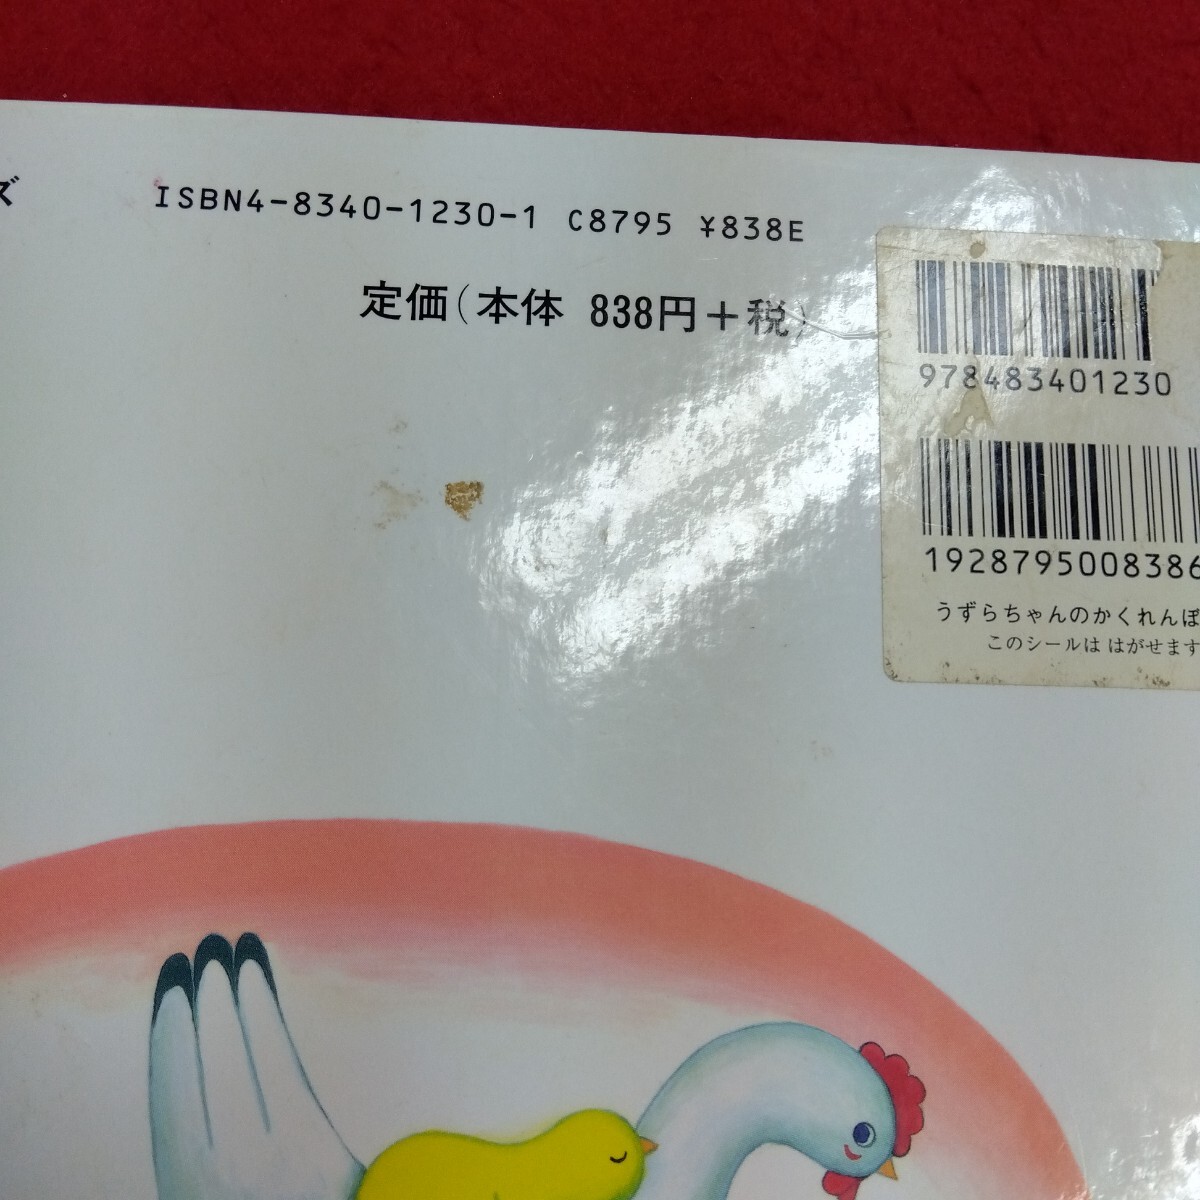 ズ
ISBN4-8340-1230-1 C8795 ¥838E
定価(本体 838円+税)
978483401230
192879500838６
うずらちゃんのかくれんぼ
このシールは はがせます